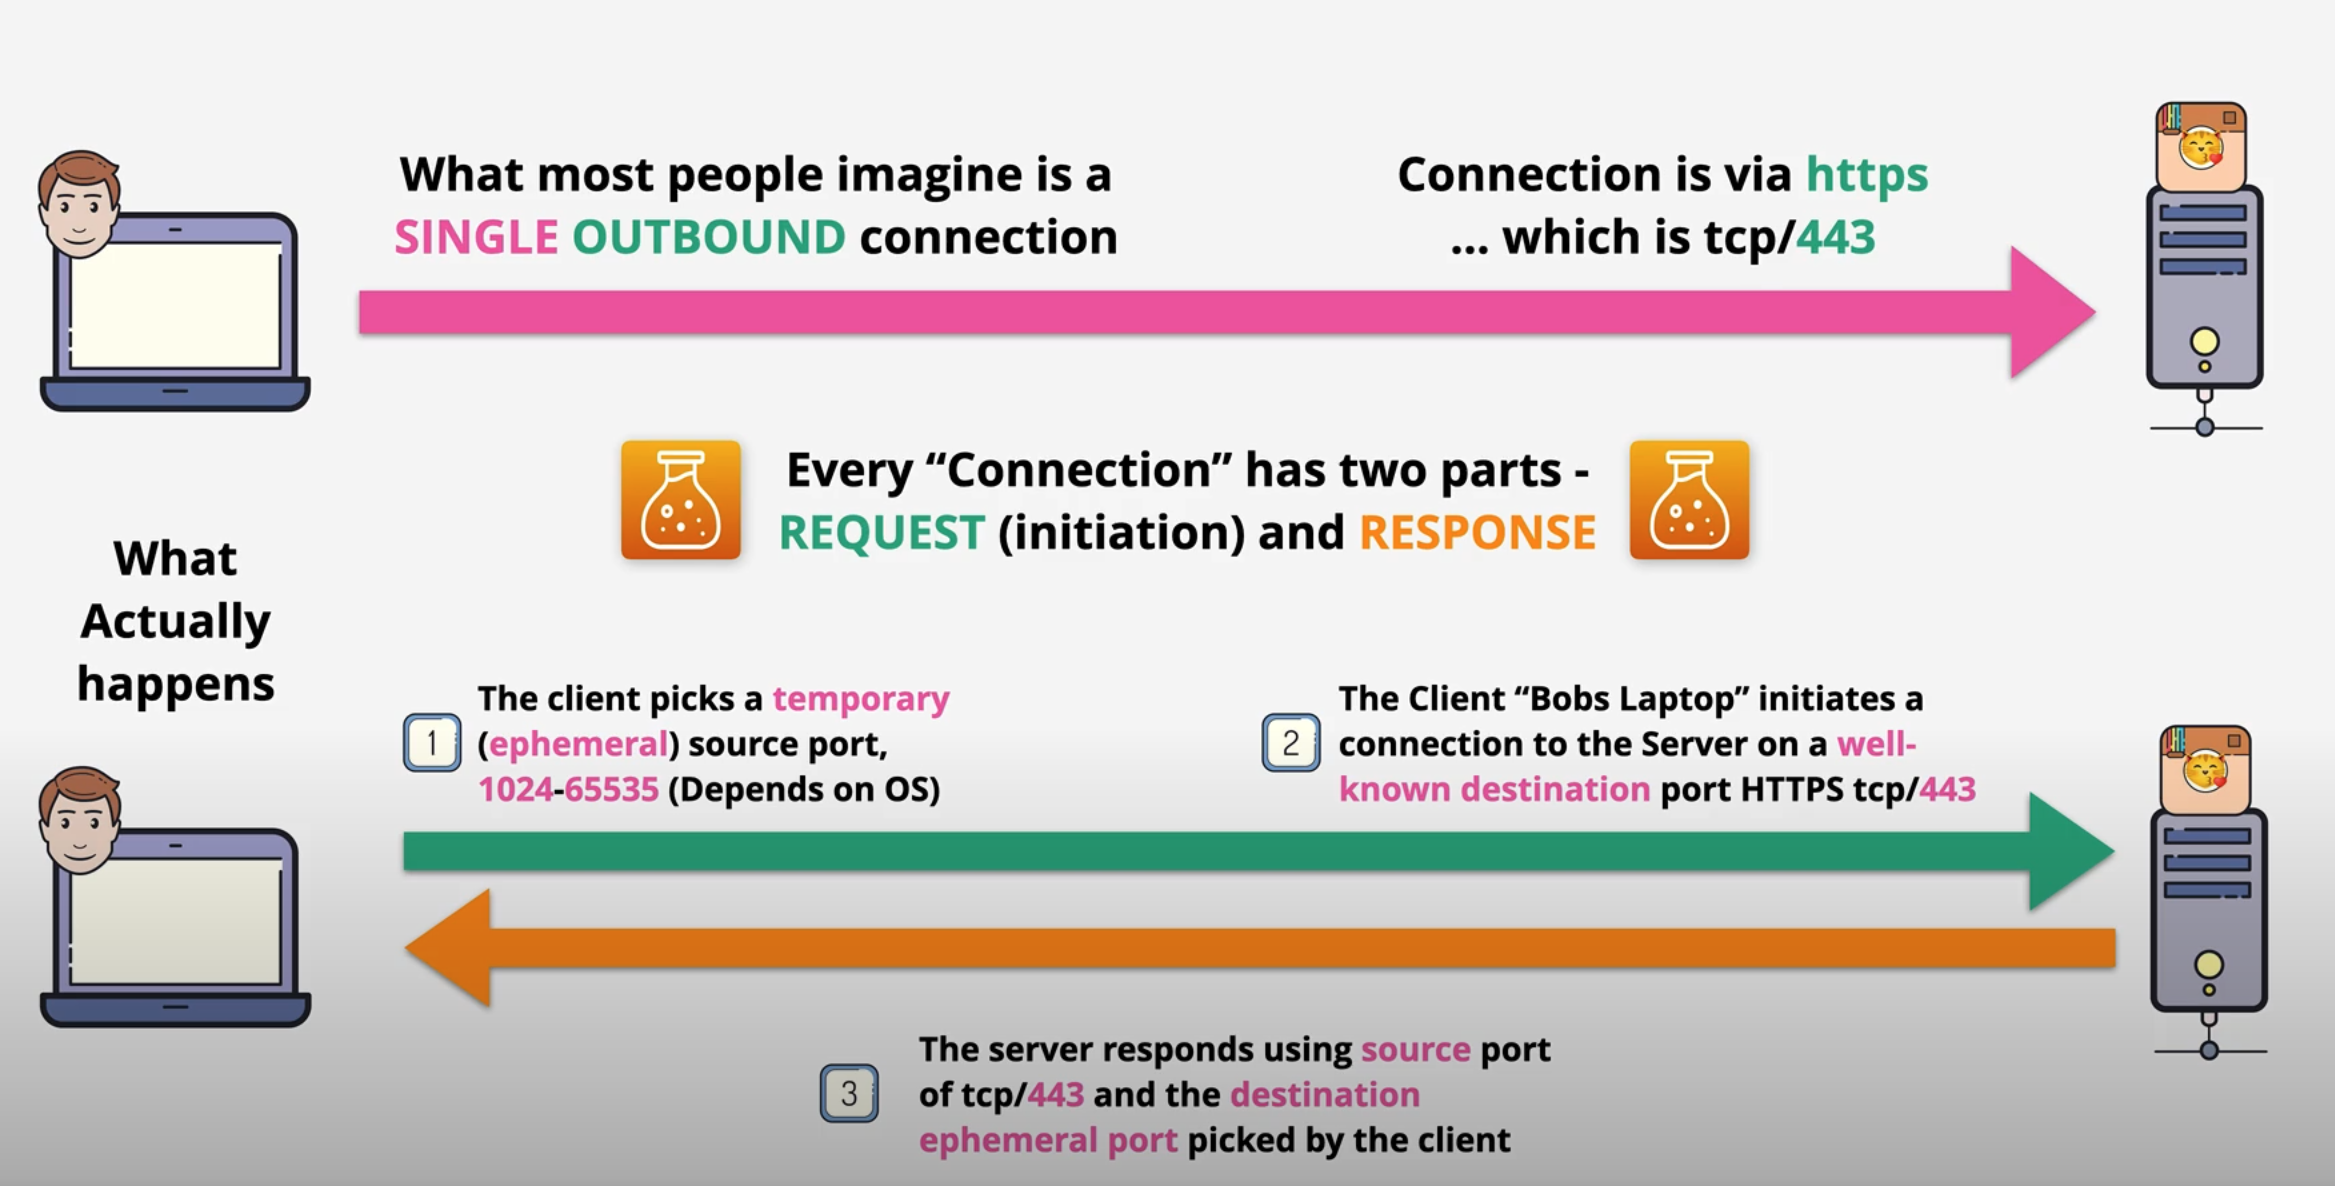 What most people imagine is a
SINGLE OUTBOUND connection
Connection is via https
... which is tcp/443
Every “Connection” has two parts -
REQUEST (initiation) and RESPONSE
What
Actually
happens
1
The client picks a temporary
(ephemeral) source port,
1024-65535 (Depends on OS)
2
The Client “Bobs Laptop” initiates a
connection to the Server on a well-
known destination port HTTPS tcp/443
3
The server responds using source port
of tcp/443 and the destination
ephemeral port picked by the client